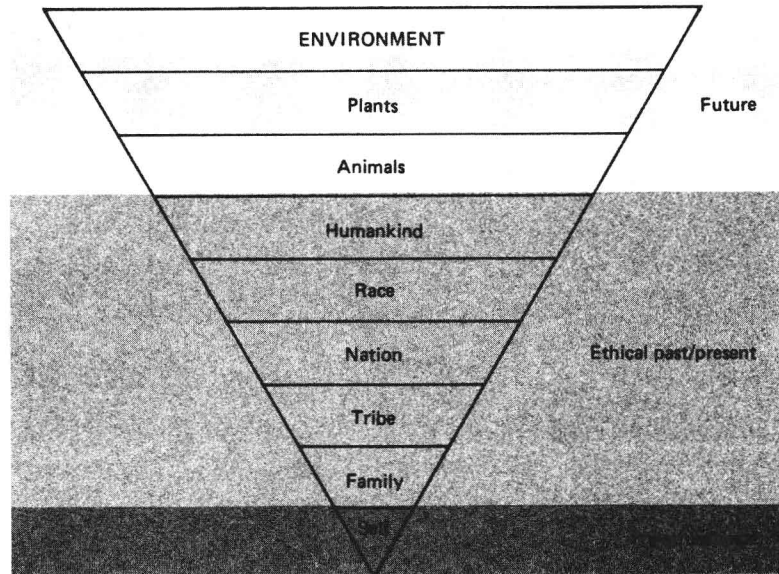 ENVIRONMENT
Plants
Future
Animals
Humankind
Race
Nation
Ethical past/present
Tribe
Family
Self